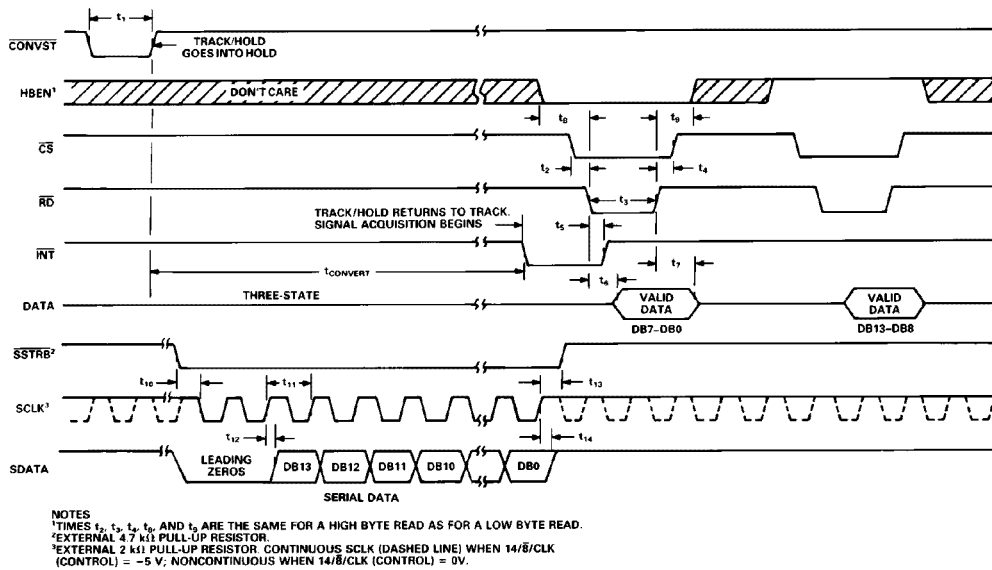 t₁
CONVST
TRACK/HOLD
GOES INTO HOLD
HBEN¹
DON'T CARE
t₈
t₉
CS
t₂
t₄
RD
t₃
TRACK/HOLD RETURNS TO TRACK.
SIGNAL ACQUISITION BEGINS
t₅
INT
tCONVERT
t₇
t₆
DATA
THREE-STATE
VALID
DATA
VALID
DATA
DB7–DB0
DB13–DB8
SSTRB²
t₁₀
t₁₁
t₁₃
SCLK³
t₁₂
t₁₄
SDATA
LEADING
ZEROS
DB13
DB12
DB11
DB10
DB0
SERIAL DATA
NOTES
¹TIMES t₂, t₃, t₄, t₈, AND t₉ ARE THE SAME FOR A HIGH BYTE READ AS FOR A LOW BYTE READ.
²EXTERNAL 4.7 kΩ PULL-UP RESISTOR.
³EXTERNAL 2 kΩ PULL-UP RESISTOR. CONTINUOUS SCLK (DASHED LINE) WHEN 14/8̅/CLK
(CONTROL) = –5 V; NONCONTINUOUS WHEN 14/8̅/CLK (CONTROL) = 0V.